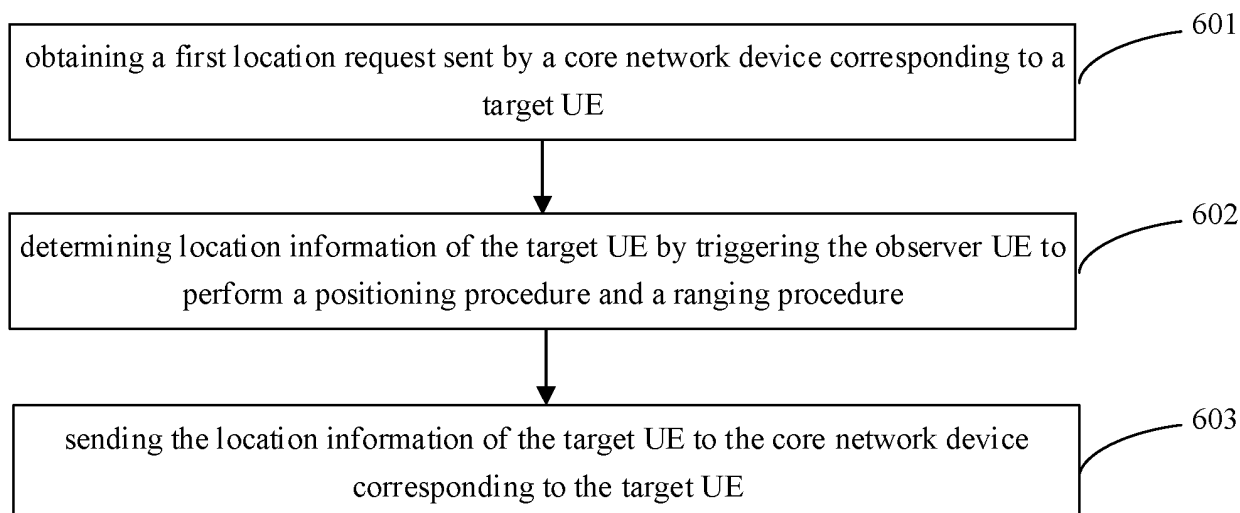 601
obtaining a first location request sent by a core network device corresponding to a
target UE
602
determining location information of the target UE by triggering the observer UE to
perform a positioning procedure and a ranging procedure
603
sending the location information of the target UE to the core network device
corresponding to the target UE